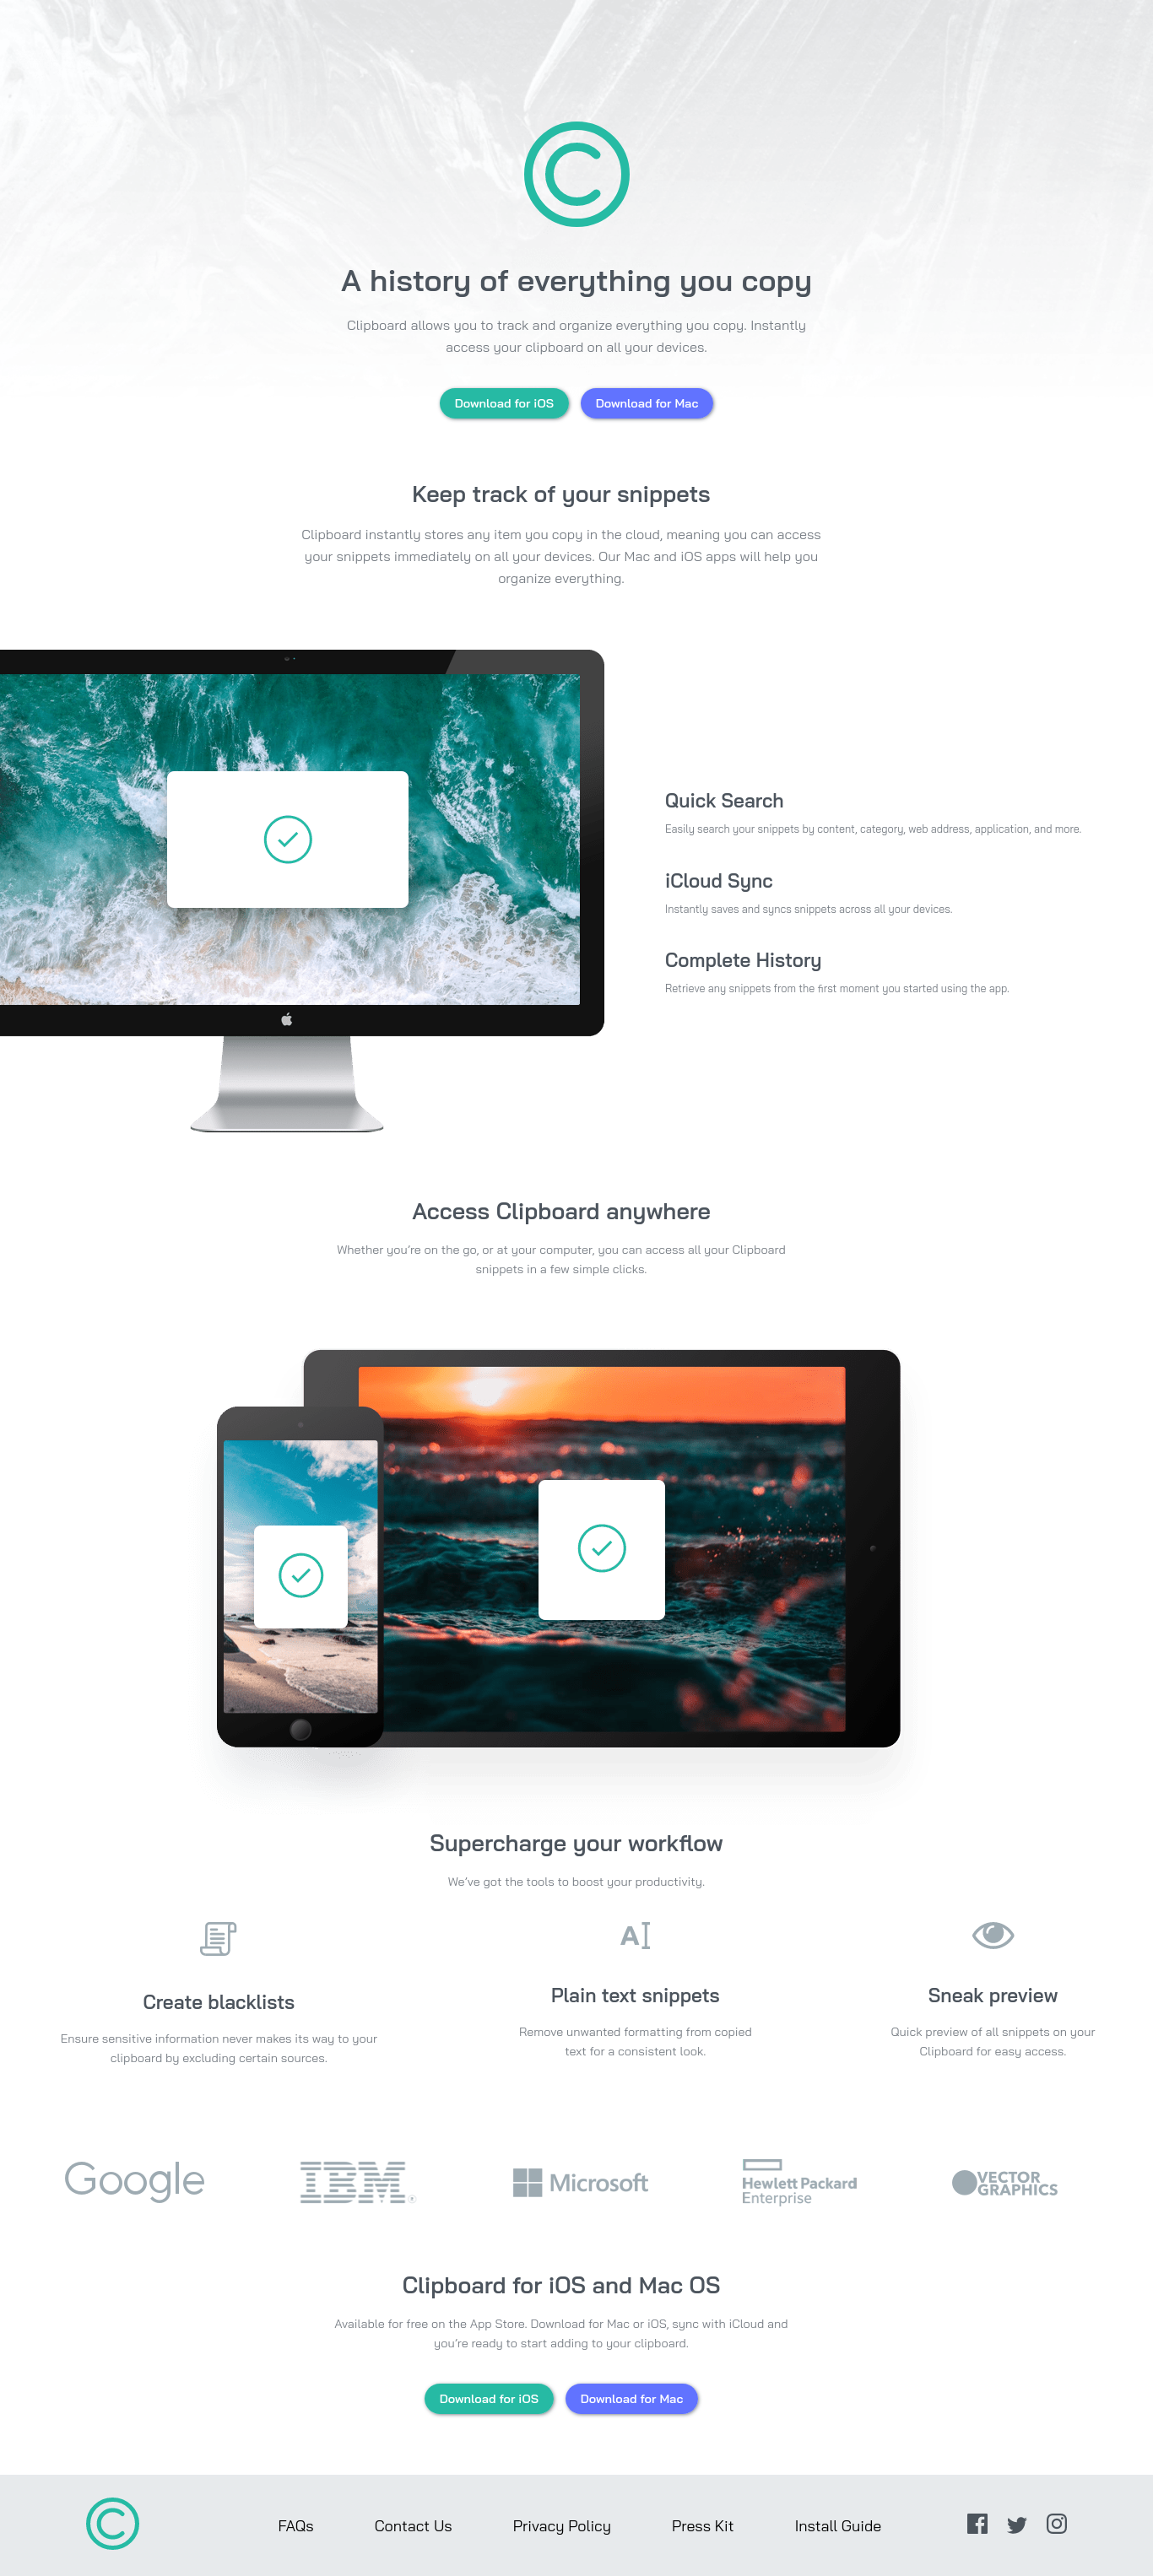 A history of everything you copy
Clipboard allows you to track and organize everything you copy. Instantly
access your clipboard on all your devices.
Download for iOS
Download for Mac
Keep track of your snippets
Clipboard instantly stores any item you copy in the cloud, meaning you can access
your snippets immediately on all your devices. Our Mac and iOS apps will help you
organize everything.
Quick Search
Easily search your snippets by content, category, web address, application, and more.
iCloud Sync
Instantly saves and syncs snippets across all your devices.
Complete History
Retrieve any snippets from the first moment you started using the app.
Access Clipboard anywhere
Whether you’re on the go, or at your computer, you can access all your Clipboard
snippets in a few simple clicks.
Supercharge your workflow
We’ve got the tools to boost your productivity.
Create blacklists
Ensure sensitive information never makes its way to your
clipboard by excluding certain sources.
A
Plain text snippets
Remove unwanted formatting from copied
text for a consistent look.
Sneak preview
Quick preview of all snippets on your
Clipboard for easy access.
Google
IBM
Microsoft
Hewlett Packard
Enterprise
VECTOR
GRAPHICS
Clipboard for iOS and Mac OS
Available for free on the App Store. Download for Mac or iOS, sync with iCloud and
you’re ready to start adding to your clipboard.
Download for iOS
Download for Mac
FAQs
Contact Us
Privacy Policy
Press Kit
Install Guide